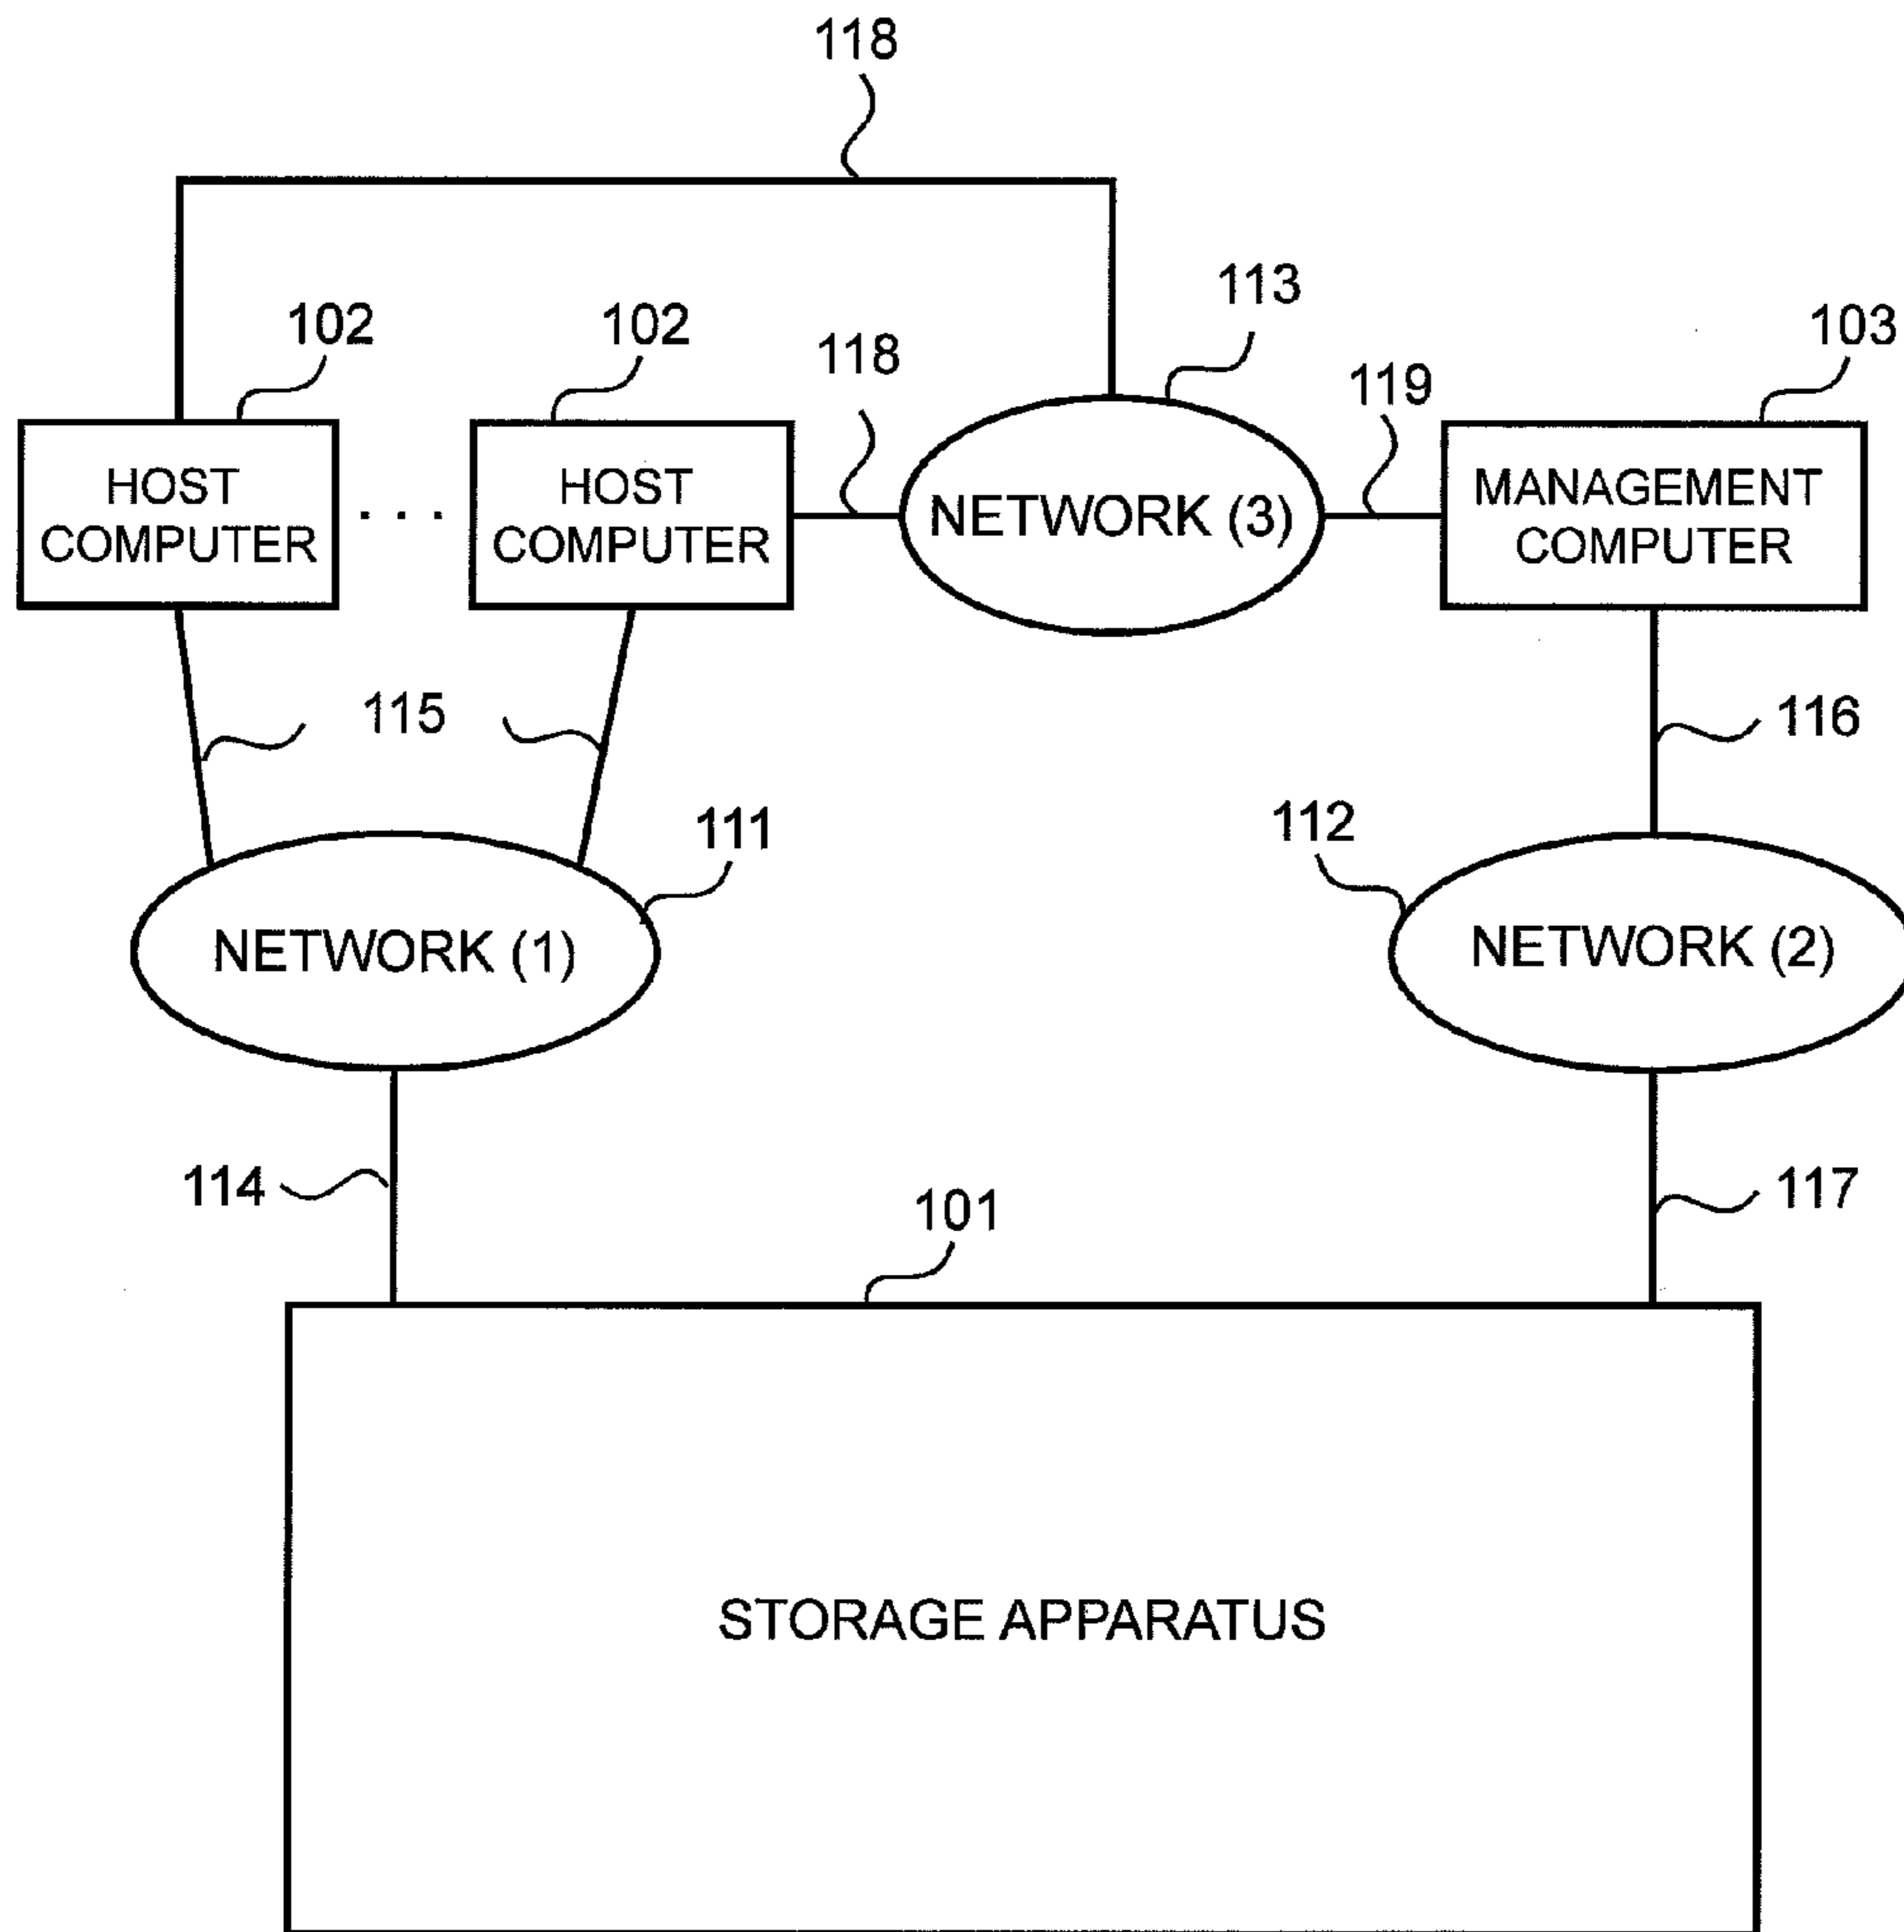 118
113
102
102
118
119
103
HOST
COMPUTER
. . .
HOST
COMPUTER
NETWORK (3)
MANAGEMENT
COMPUTER
115
116
111
112
NETWORK (1)
NETWORK (2)
114
117
101
STORAGE APPARATUS